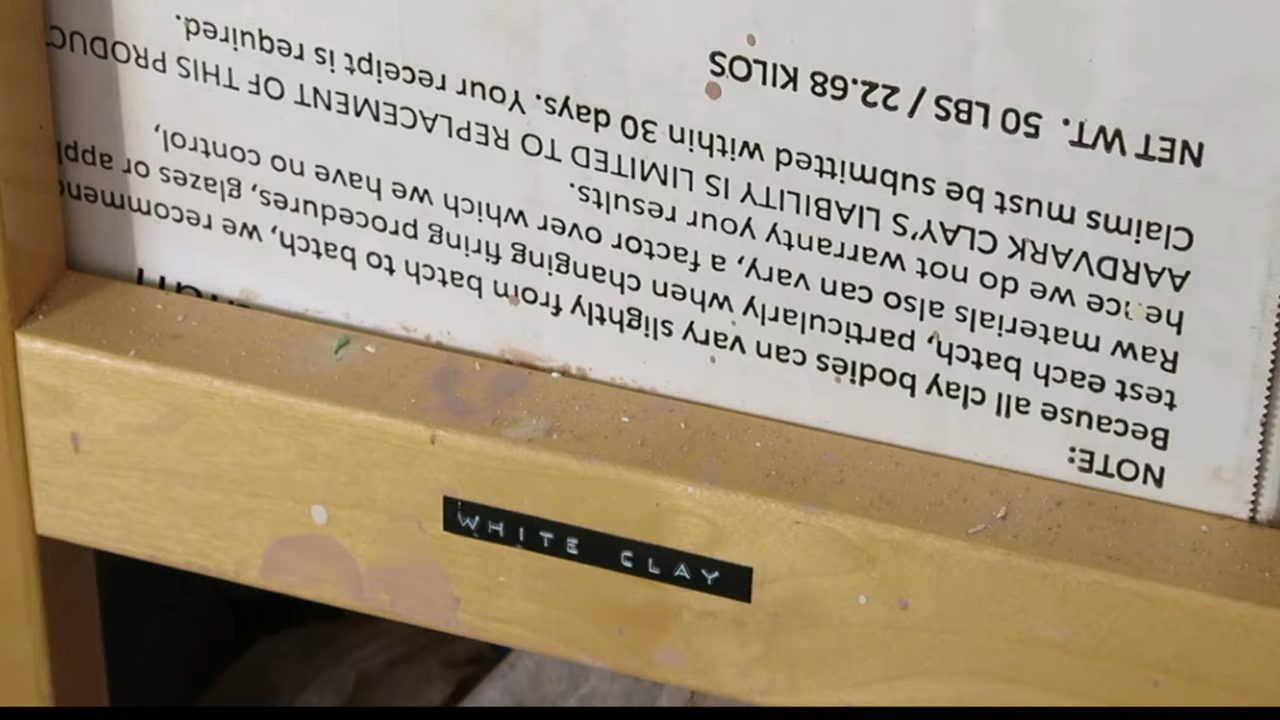 NOTE:
Because all clay bodies can vary slightly from batch to batch, we recommen
test each batch, particularly when changing firing procedures, glazes or appl
Raw materials also can vary, a factor over which we have no control,
hence we do not warranty your results.
AARDVARK CLAY'S LIABILITY IS LIMITED TO REPLACEMENT OF THIS PRODUC
Claims must be submitted within 30 days. Your receipt is required.
NET WT. 50 LBS / 22.68 KILOS
WHITE CLAY